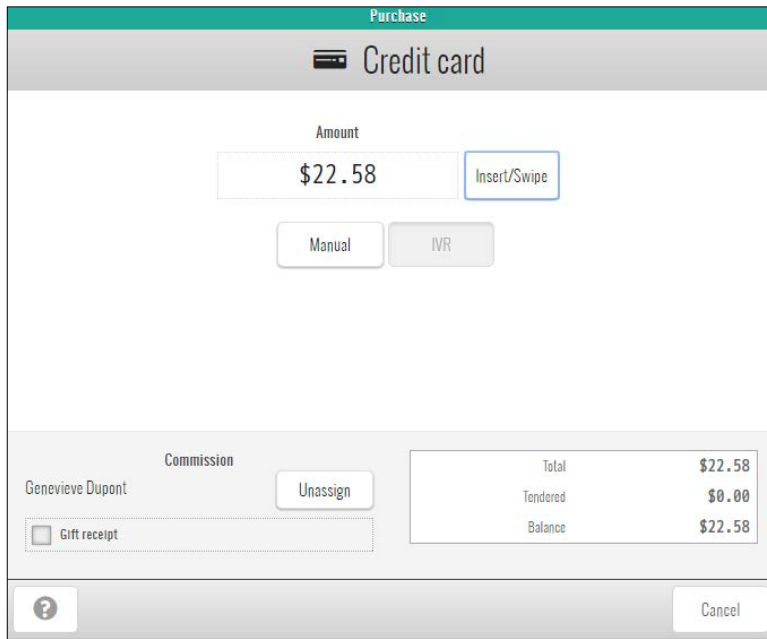 Purchase
Credit card
Amount
$22.58 Insert/Swipe
Manual IVR
Commission
Genevieve Dupont Unassign
Gift receipt
Total $22.58
Tendered $0.00
Balance $22.58
? Cancel